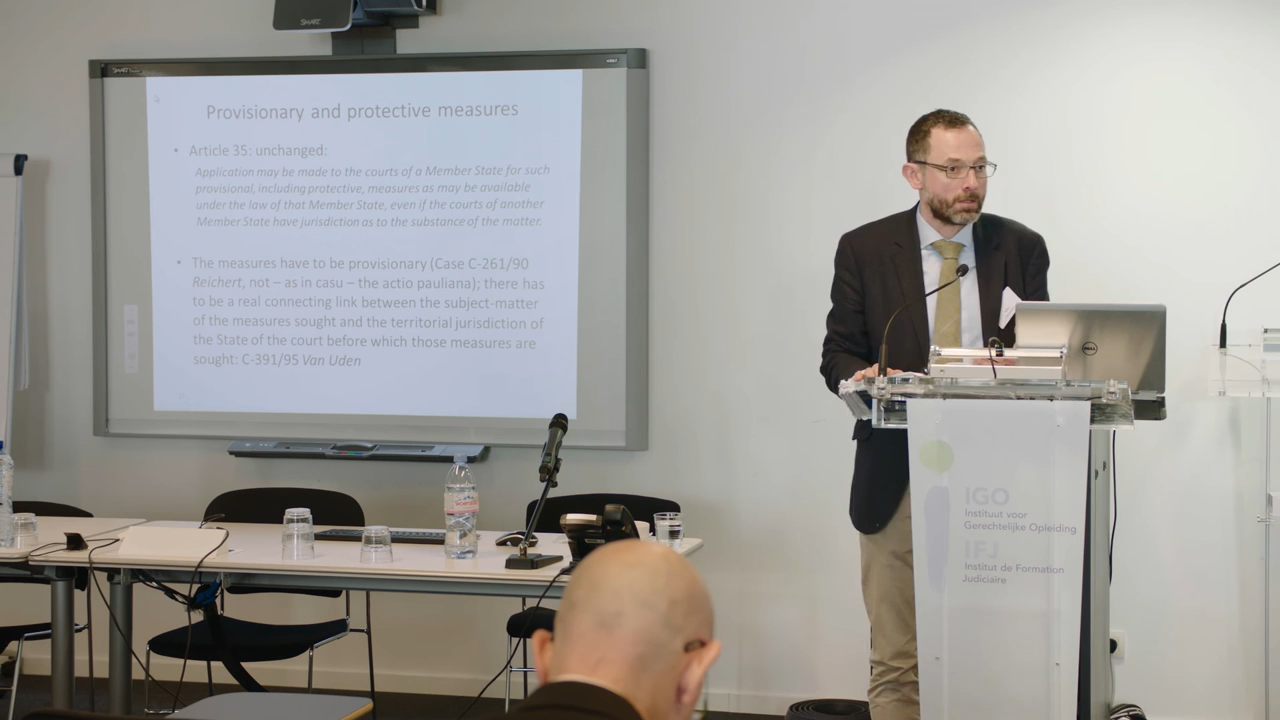 SMART
SMART
Provisionary and protective measures
• Article 35: unchanged:
Application may be made to the courts of a Member State for such
provisional, including protective, measures as may be available
under the law of that Member State, even if the courts of another
Member State have jurisdiction as to the substance of the matter.
• The measures have to be provisionary (Case C-261/90
Reichert, not – as in casu – the actio pauliana); there has
to be a real connecting link between the subject-matter
of the measures sought and the territorial jurisdiction of
the State of the court before which those measures are
sought: C-391/95 Van Uden
DELL
IGO
Instituut voor
Gerechtelijke Opleiding
IFJ
Institut de Formation
Judiciaire